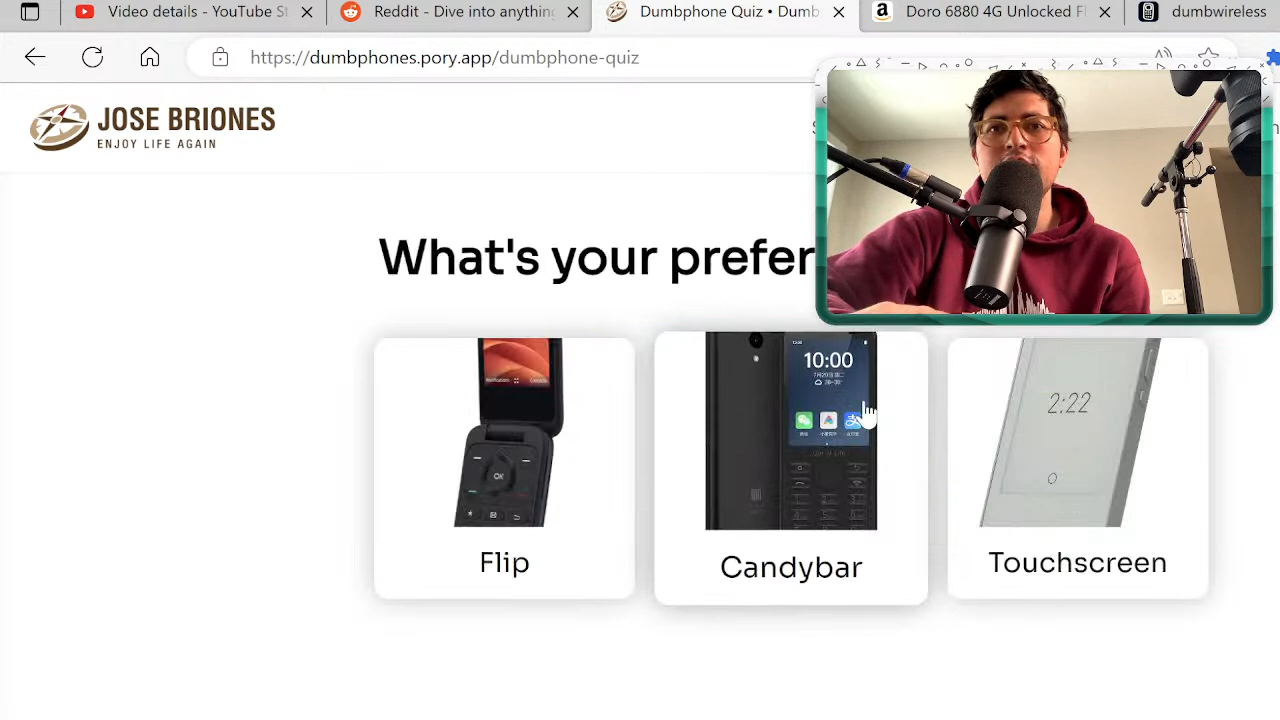 Video details - YouTube St
Reddit - Dive into anything
Dumbphone Quiz • Dumb
Doro 6880 4G Unlocked Fl
dumbwireless
https://dumbphones.pory.app/dumbphone-quiz
JOSE BRIONES
ENJOY LIFE AGAIN
What's your prefer
OK
10:00
2:22
Flip
Candybar
Touchscreen